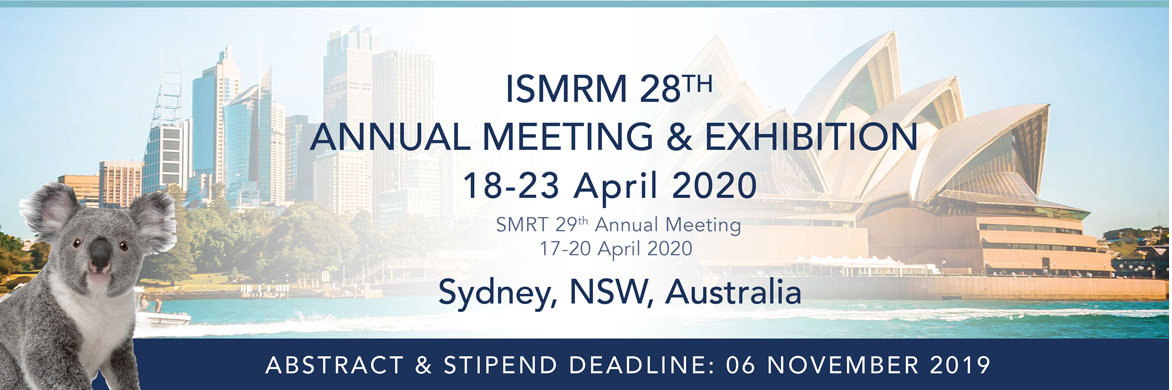 ISMRM 28TH
ANNUAL MEETING & EXHIBITION
18-23 April 2020
SMRT 29th Annual Meeting
17-20 April 2020
Sydney, NSW, Australia
ABSTRACT & STIPEND DEADLINE: 06 NOVEMBER 2019